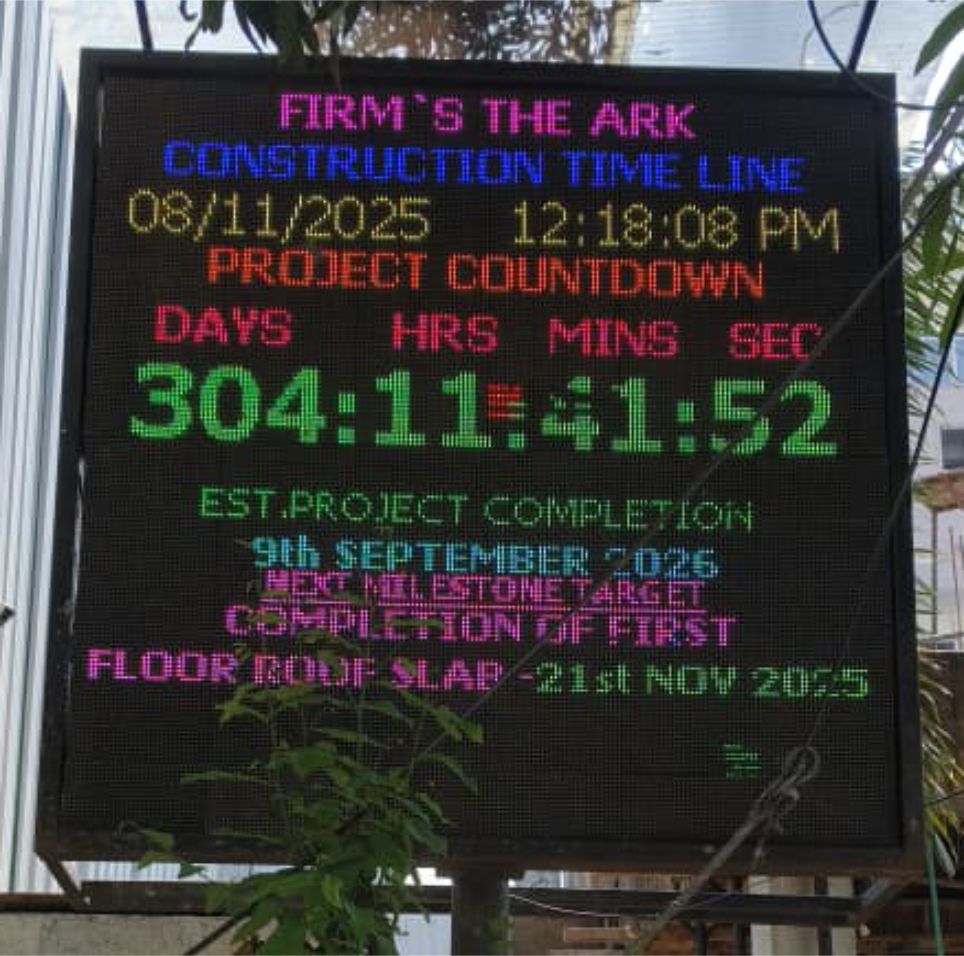 FIRM`S THE ARK
CONSTRUCTION TIME LINE
08/11/2025 12:18:08 PM
PROJECT COUNTDOWN
DAYS HRS MINS SEC
304:11:41:52
EST.PROJECT COMPLETION
9th SEPTEMBER 2026
NEXT MILESTONE TARGET
COMPLETION OF FIRST
FLOOR ROOF SLAB -21st NOV 2025